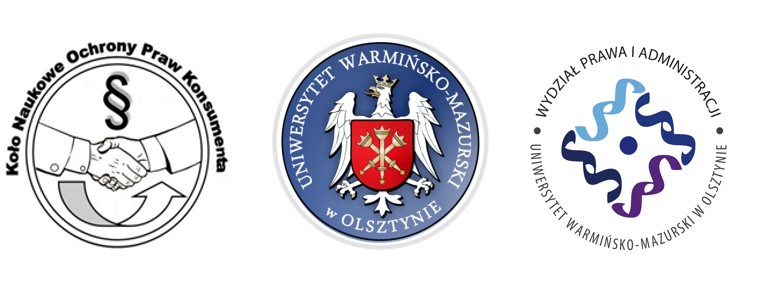 Koło Naukowe Ochrony Praw Konsumenta
§
UNIWERSYTET WARMIŃSKO-MAZURSKI
w OLSZTYNIE
WYDZIAŁ PRAWA I ADMINISTRACJI
UNIWERSYTET WARMIŃSKO-MAZURSKI W OLSZTYNIE